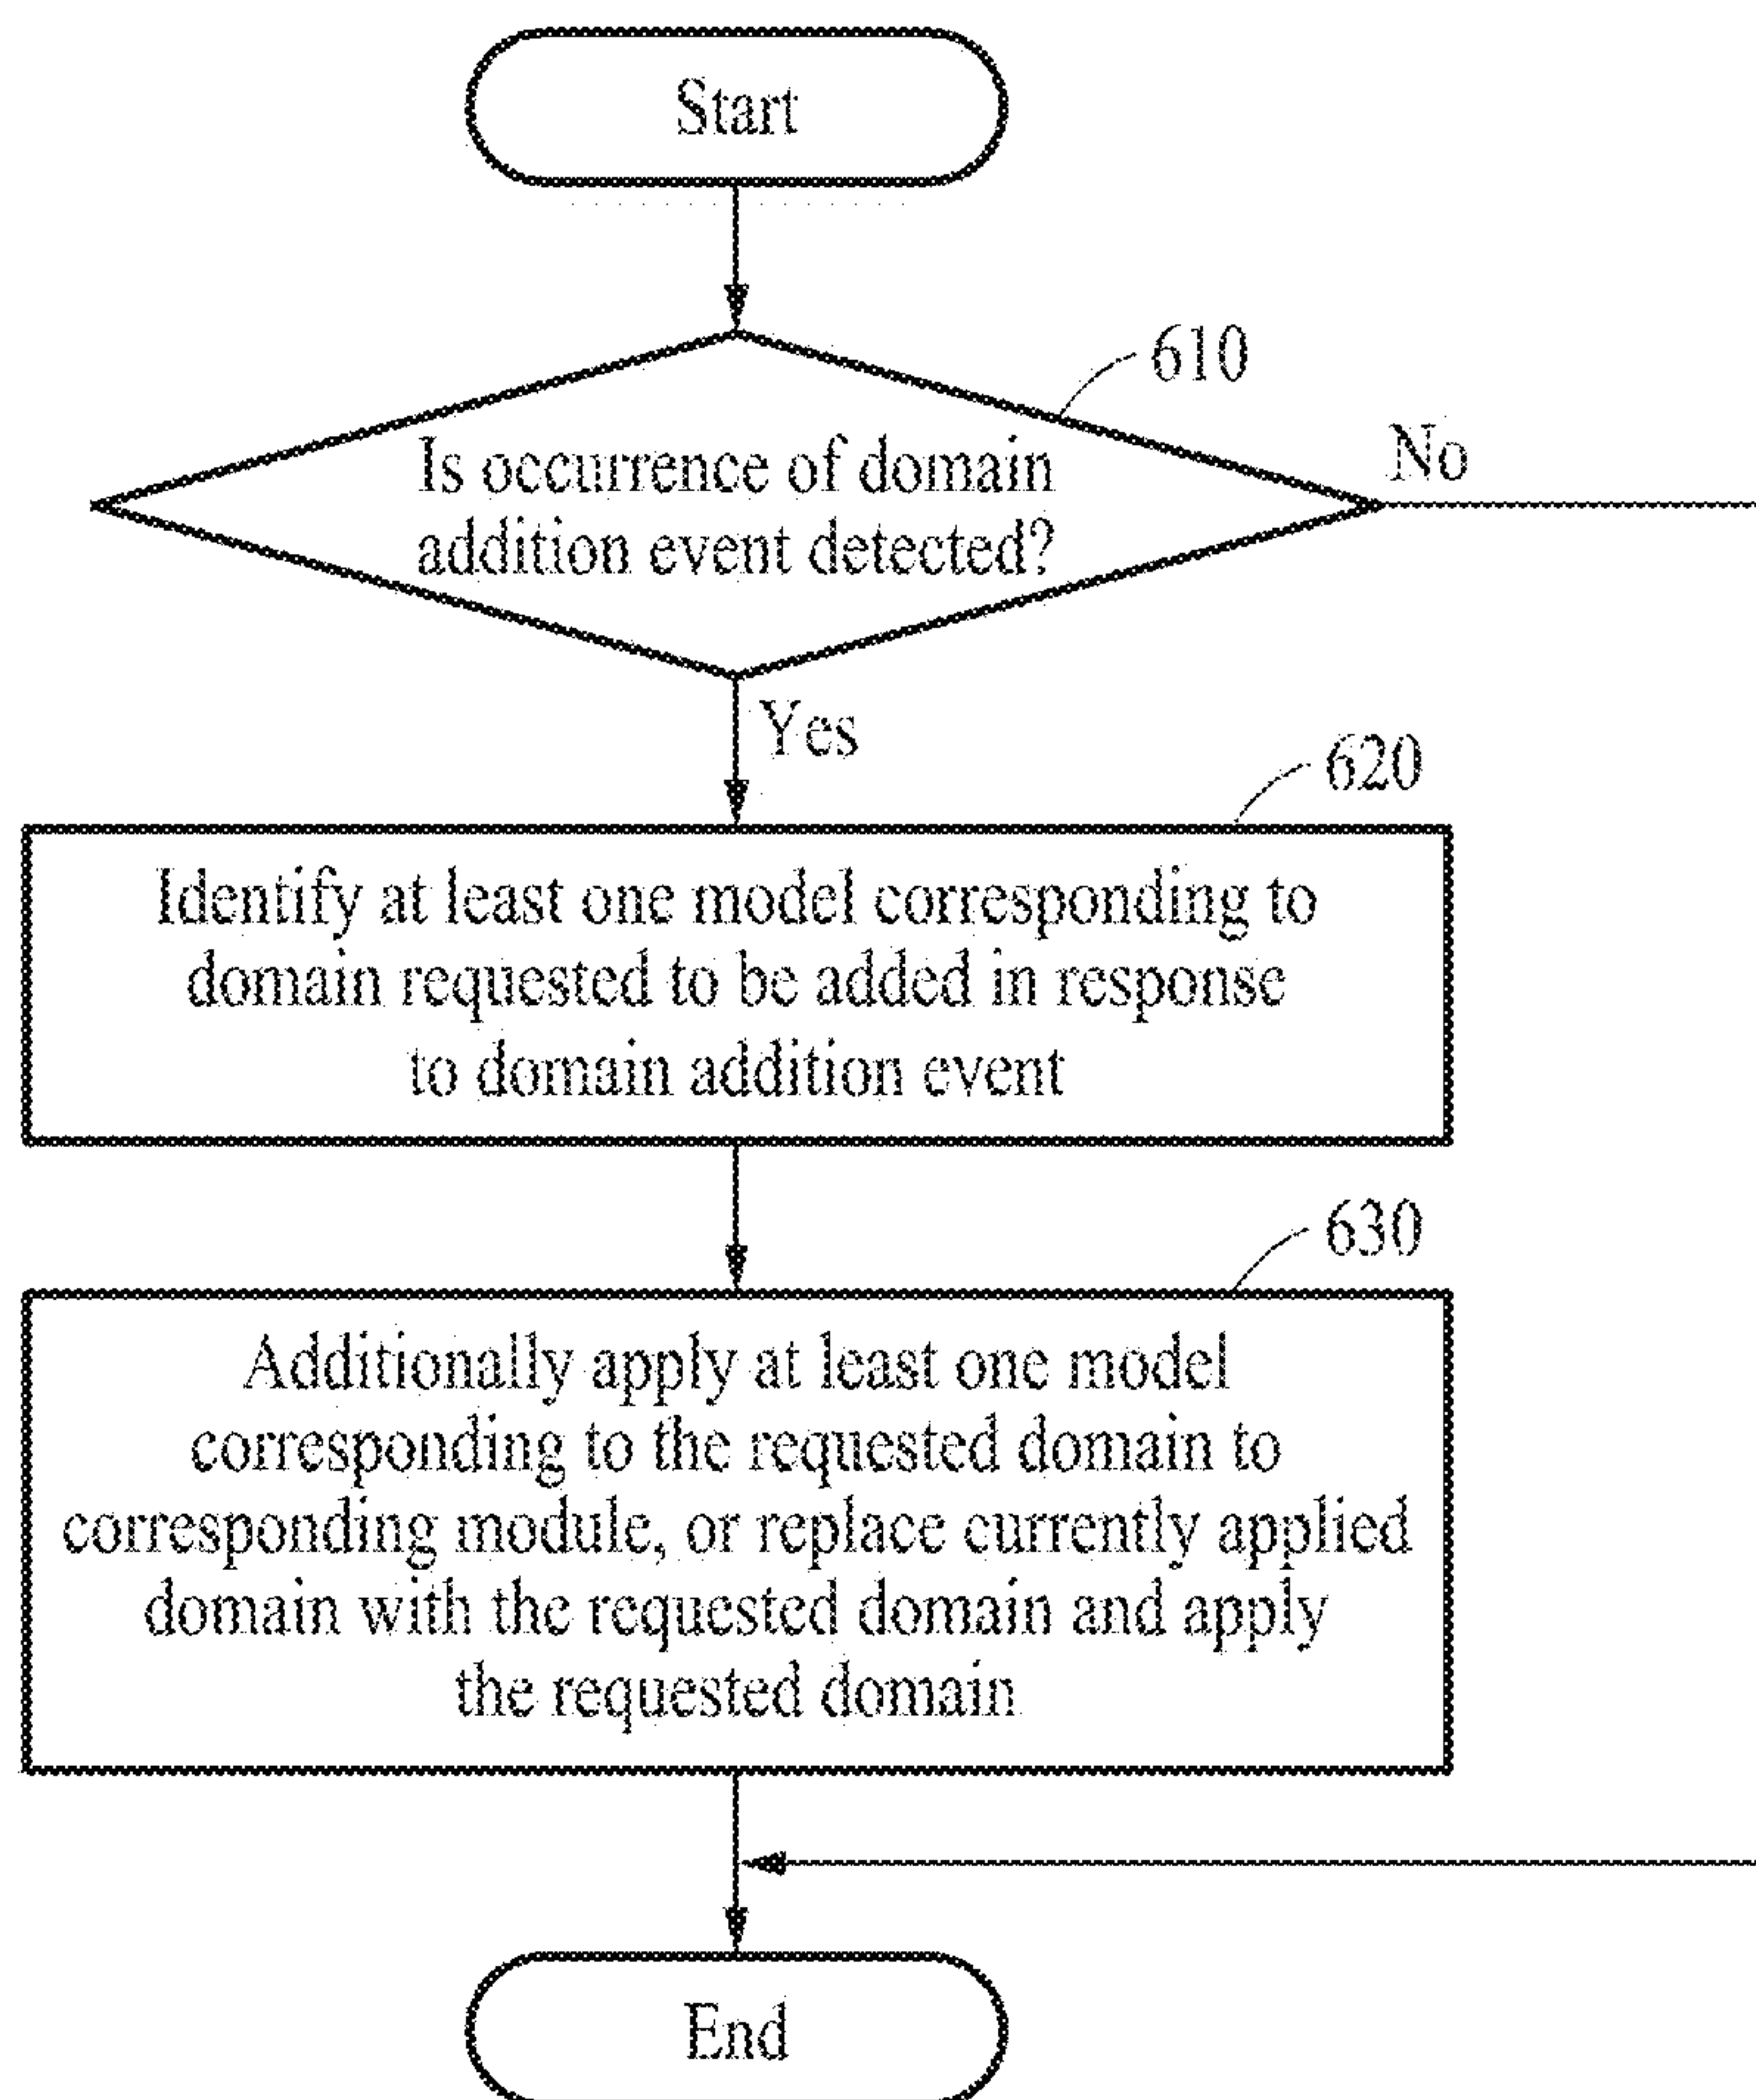 Start
610
Is occurrence of domain
addition event detected?
No
Yes
620
Identify at least one model corresponding to
domain requested to be added in response
to domain addition event
630
Additionally apply at least one model
corresponding to the requested domain to
corresponding module, or replace currently applied
domain with the requested domain and apply
the requested domain
End